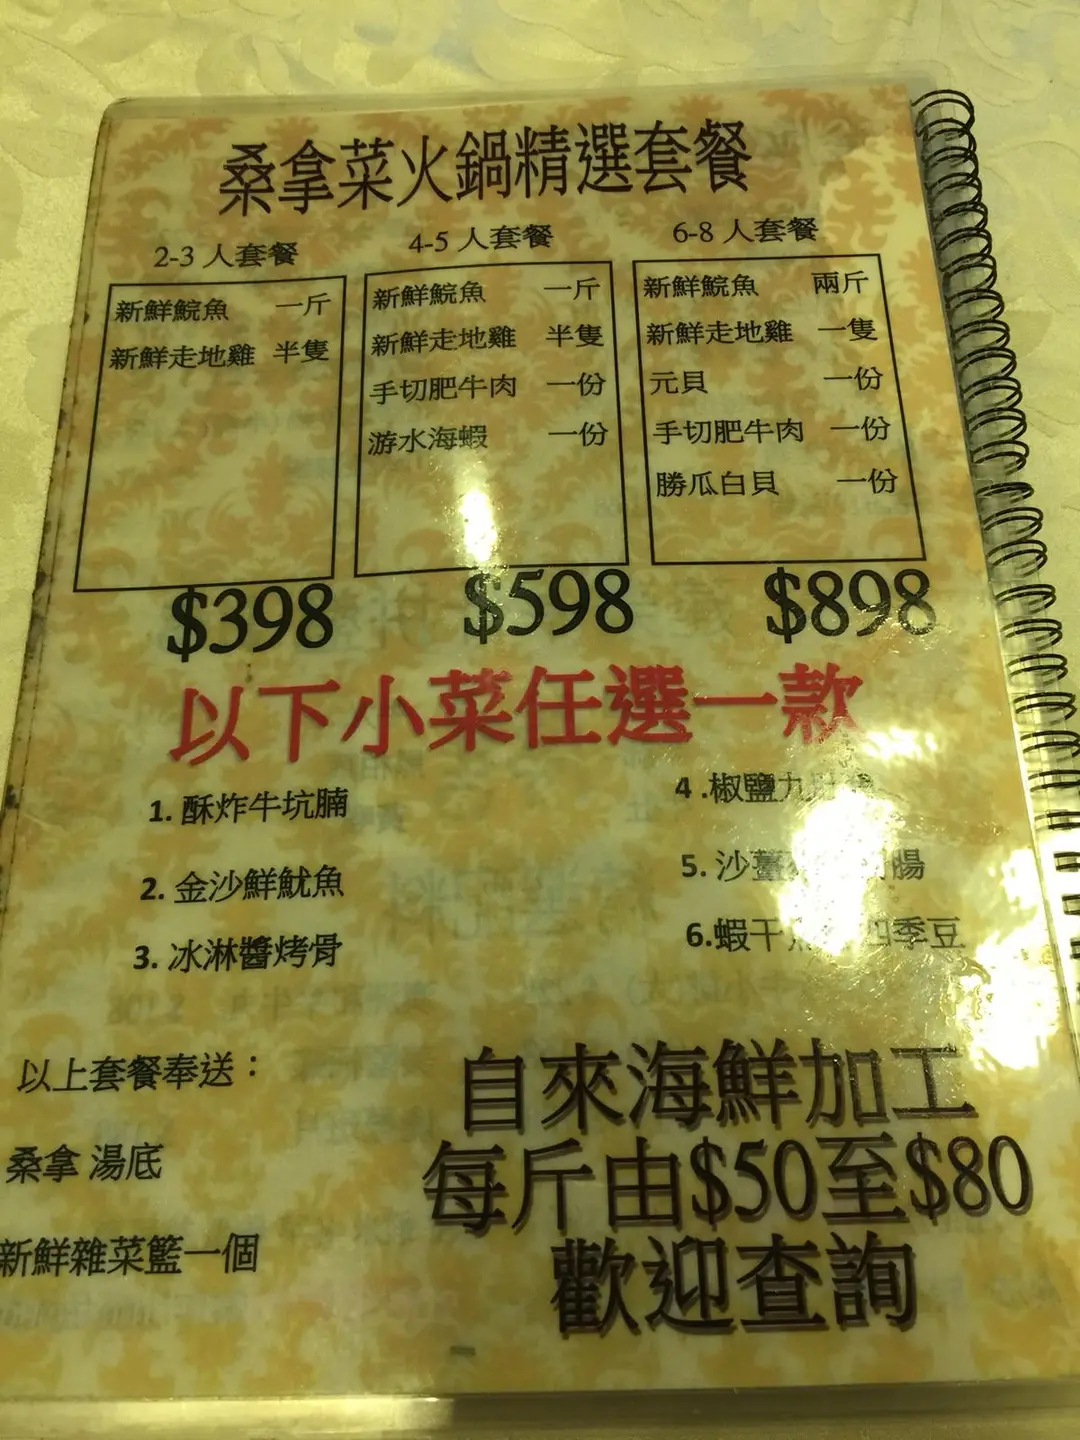 桑拿菜火鍋精選套餐
2-3 人套餐
新鮮鯇魚 一斤
新鮮走地雞 半隻
$398
4-5 人套餐
新鮮鯇魚 一斤
新鮮走地雞 半隻
手切肥牛肉 一份
游水海蝦 一份
$598
6-8 人套餐
新鮮鯇魚 兩斤
新鮮走地雞 一隻
元貝 一份
手切肥牛肉 一份
勝瓜白貝 一份
$898
以下小菜任選一款
1. 酥炸牛坑腩
2. 金沙鮮魷魚
3. 冰淋醬烤骨
4 .椒鹽九肚
5. 沙薑 腸
6.蝦干 四季豆
以上套餐奉送：
桑拿 湯底
新鮮雜菜籃一個
自來海鮮加工
每斤由$50至$80
歡迎查詢